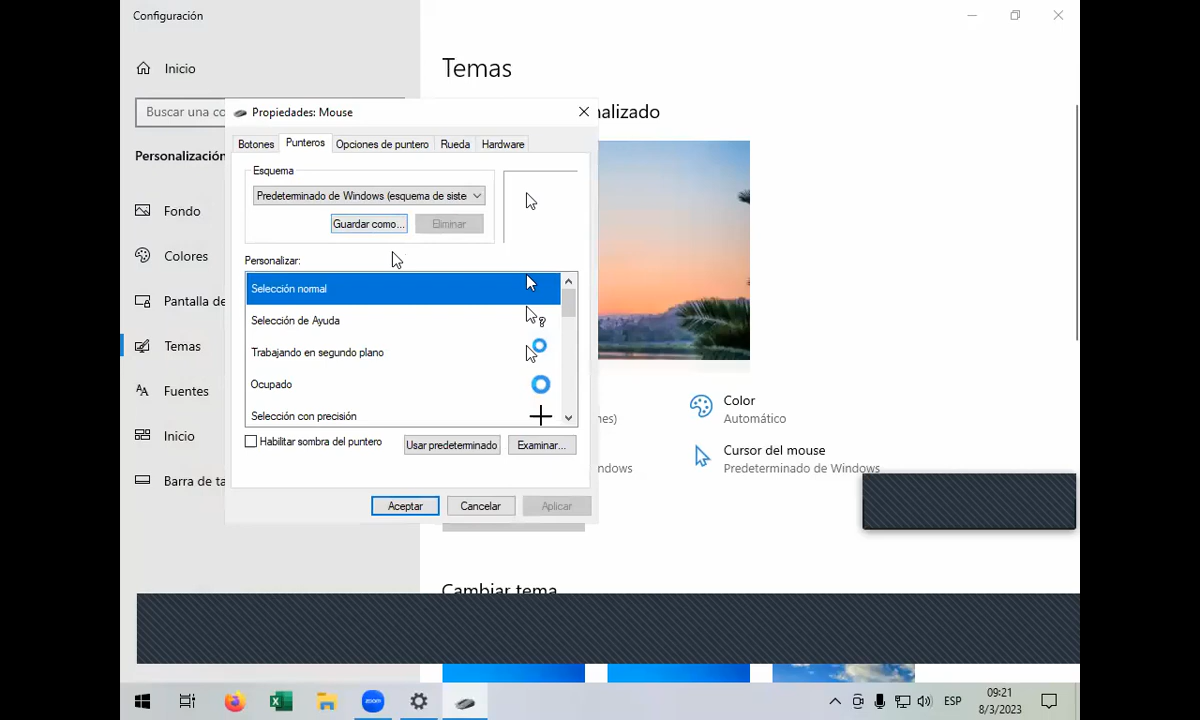 Configuración
Inicio
Buscar una co
Personalización
Fondo
Colores
Pantalla de
Temas
Fuentes
Inicio
Barra de ta
Temas
nalizado
Propiedades: Mouse
Botones
Punteros
Opciones de puntero
Rueda
Hardware
Esquema
Predeterminado de Windows (esquema de siste
Guardar como...
Eliminar
Personalizar:
Selección normal
Selección de Ayuda
Trabajando en segundo plano
Ocupado
Selección con precisión
Habilitar sombra del puntero
Usar predeterminado
Examinar...
Aceptar
Cancelar
Aplicar
nes)
ndows
Color
Automático
Cursor del mouse
Predeterminado de Windows
Cambiar tema
zoom
ESP
09:21
8/3/2023